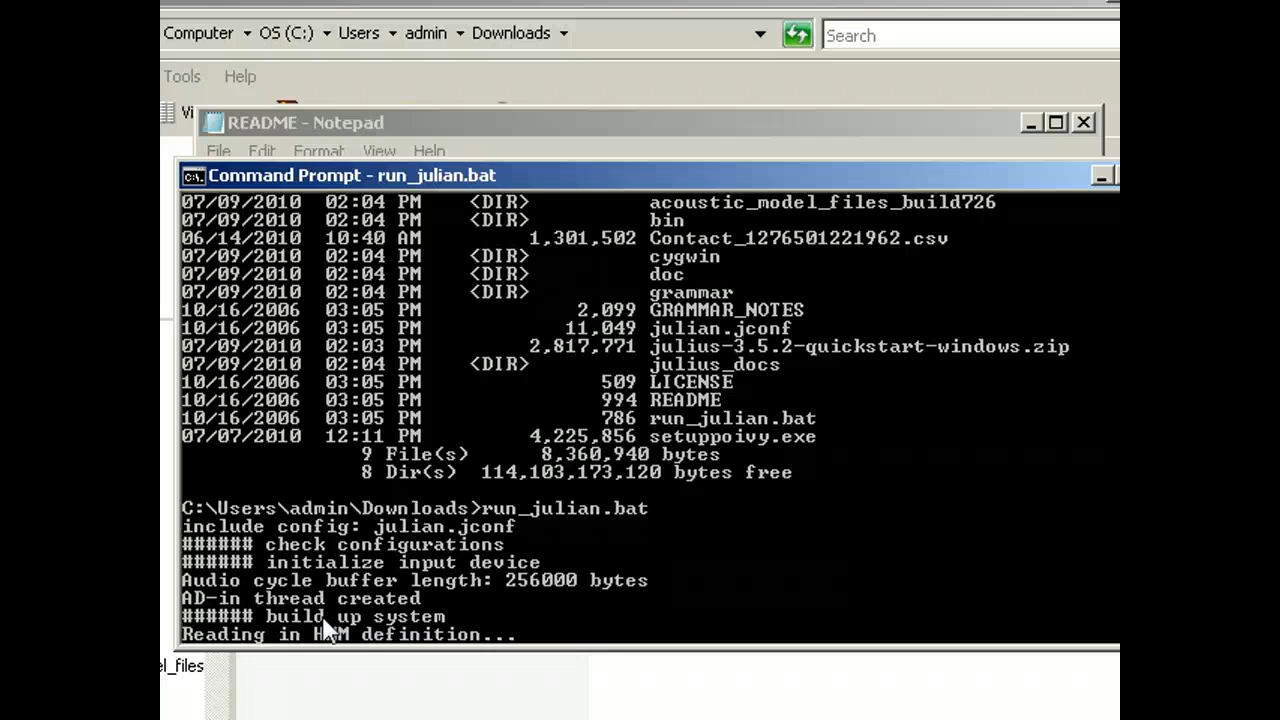 Computer OS (C:) Users admin Downloads Search
Tools Help
README - Notepad
File Edit Format View Help
Command Prompt - run_julian.bat
07/09/2010 02:04 PM <DIR> acoustic_model_files_build726
07/09/2010 02:04 PM <DIR> bin
06/14/2010 10:40 AM 1,301,502 Contact_1276501221962.csv
07/09/2010 02:04 PM <DIR> cygwin
07/09/2010 02:04 PM <DIR> doc
07/09/2010 02:04 PM <DIR> grammar
10/16/2006 03:05 PM 2,099 GRAMMAR_NOTES
10/16/2006 03:05 PM 11,049 julian.jconf
07/09/2010 02:03 PM 2,817,771 julius-3.5.2-quickstart-windows.zip
07/09/2010 02:04 PM <DIR> julius_docs
10/16/2006 03:05 PM 509 LICENSE
10/16/2006 03:05 PM 994 README
10/16/2006 03:05 PM 786 run_julian.bat
07/07/2010 12:11 PM 4,225,856 setuppoivy.exe
9 File(s) 8,360,940 bytes
8 Dir(s) 114,103,173,120 bytes free
C:\Users\admin\Downloads>run_julian.bat
include config: julian.jconf
###### check configurations
###### initialize input device
Audio cycle buffer length: 256000 bytes
AD-in thread created
###### build up system
Reading in HMM definition...
el_files